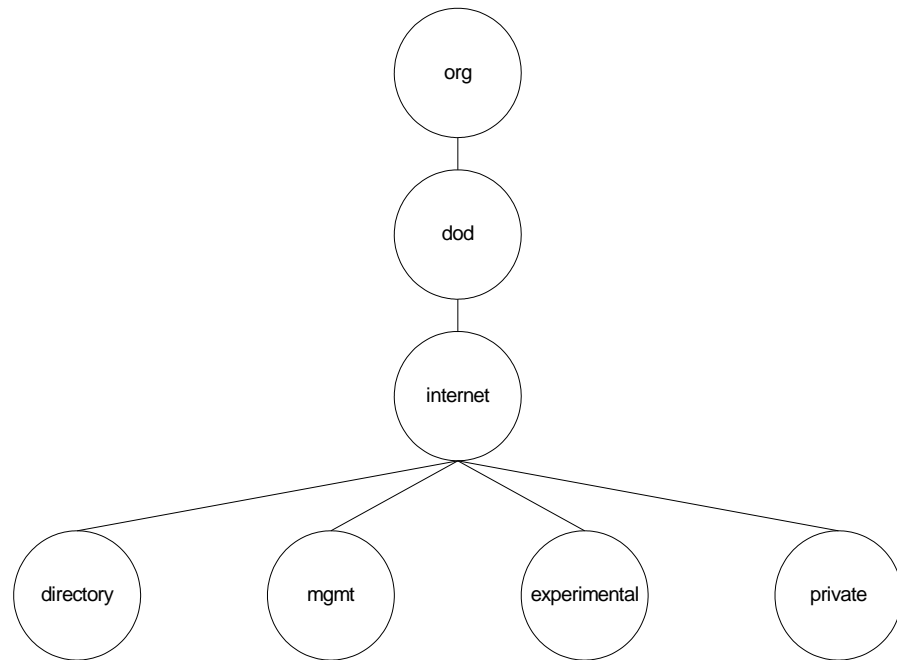 org
dod
internet
directory
mgmt
experimental
private